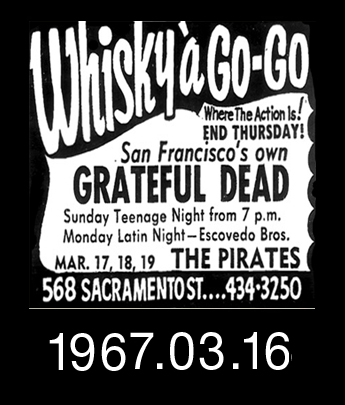 Whisky à Go-Go
Where The Action Is!
END THURSDAY!
San Francisco's own
GRATEFUL DEAD
Sunday Teenage Night from 7 p.m.
Monday Latin Night—Escovedo Bros.
MAR. 17, 18, 19 THE PIRATES
568 SACRAMENTO ST....434-3250
1967.03.16